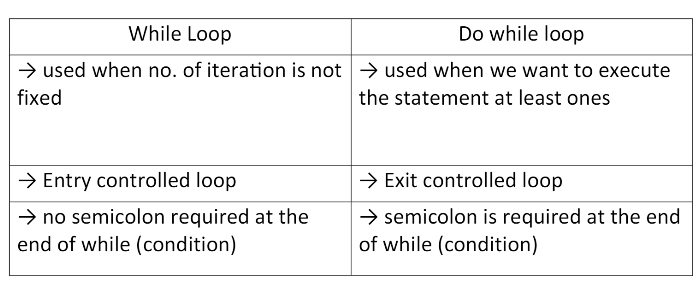 While Loop
Do while loop
→ used when no. of iteration is not
fixed
→ used when we want to execute
the statement at least ones
→ Entry controlled loop
→ Exit controlled loop
→ no semicolon required at the
end of while (condition)
→ semicolon is required at the end
of while (condition)